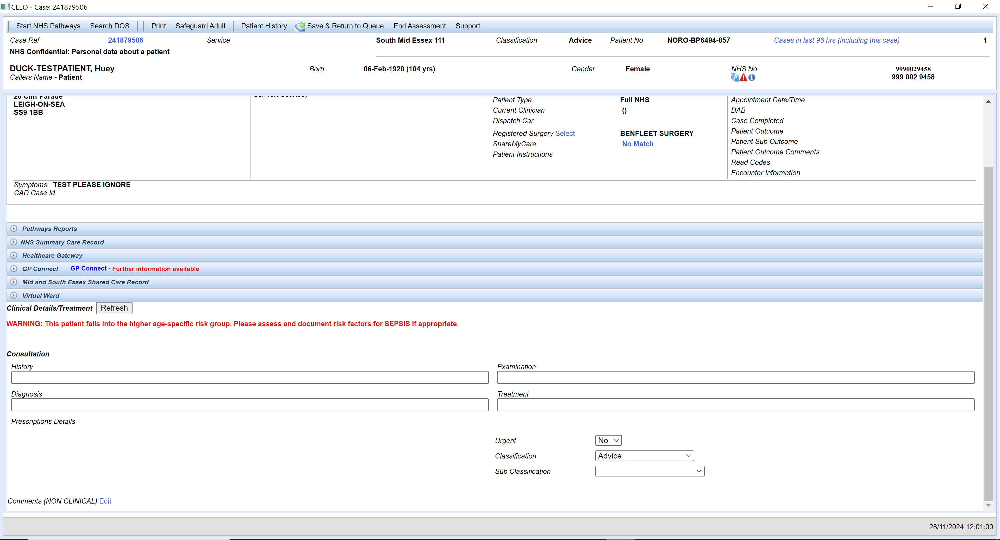 CLEO - Case: 241879506
Start NHS Pathways Search DOS Print Safeguard Adult Patient History Save & Return to Queue End Assessment Support
Case Ref 241879506 Service South Mid Essex 111 Classification Advice Patient No NORO-BP6494-857 Cases in last 96 hrs (including this case) 1
NHS Confidential: Personal data about a patient
DUCK-TESTPATIENT, Huey Born 06-Feb-1920 (104 yrs) Gender Female NHS No. 9990029458
Callers Name - Patient 999 002 9458
28 Cliff Parade
LEIGH-ON-SEA
SS9 1BB
Comfort Courtesy
Patient Type Full NHS
Current Clinician ()
Dispatch Car
Registered Surgery Select BENFLEET SURGERY
ShareMyCare No Match
Patient Instructions
Appointment Date/Time
DAB
Case Completed
Patient Outcome
Patient Sub Outcome
Patient Outcome Comments
Read Codes
Encounter Information
Symptoms TEST PLEASE IGNORE
CAD Case Id
Pathways Reports
NHS Summary Care Record
Healthcare Gateway
GP Connect GP Connect - Further information available
Mid and South Essex Shared Care Record
Virtual Ward
Clinical Details/Treatment Refresh
WARNING: This patient falls into the higher age-specific risk group. Please assess and document risk factors for SEPSIS if appropriate.
Consultation
History Examination
Diagnosis Treatment
Prescriptions Details
Urgent No
Classification Advice
Sub Classification
Comments (NON CLINICAL) Edit
28/11/2024 12:01:00